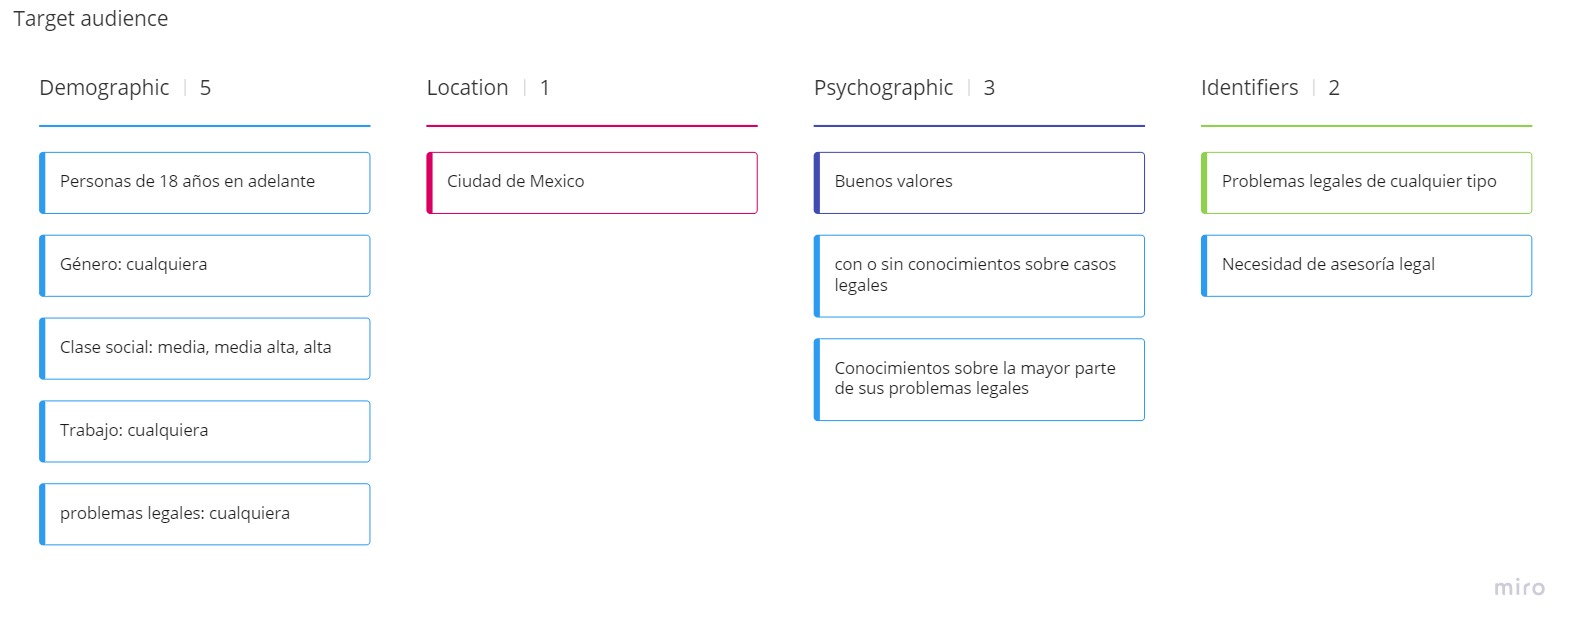 Target audience
Demographic | 5
Personas de 18 años en adelante
Género: cualquiera
Clase social: media, media alta, alta
Trabajo: cualquiera
problemas legales: cualquiera
Location | 1
Ciudad de Mexico
Psychographic | 3
Buenos valores
con o sin conocimientos sobre casos
legales
Conocimientos sobre la mayor parte
de sus problemas legales
Identifiers | 2
Problemas legales de cualquier tipo
Necesidad de asesoría legal
miro